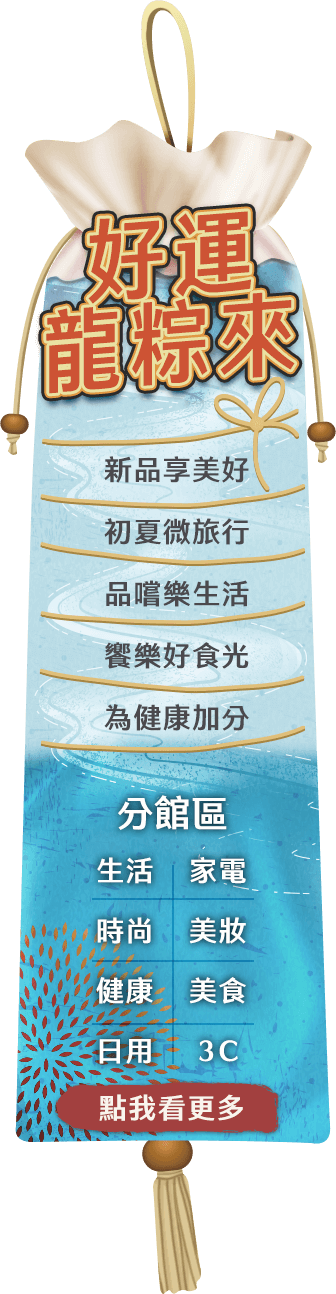 好運
龍粽來
新品享美好
初夏微旅行
品嚐樂生活
饗樂好食光
為健康加分
分館區
生活 家電
時尚 美妝
健康 美食
日用 3C
點我看更多